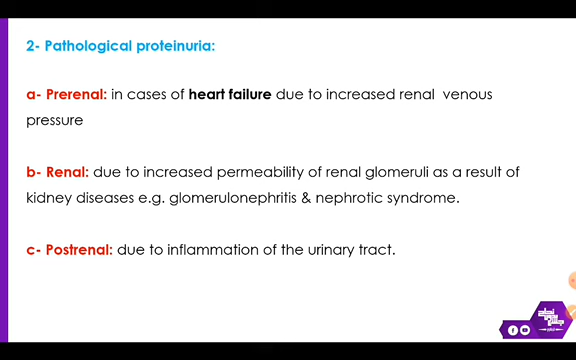 2- Pathological proteinuria:
a- Prerenal: in cases of heart failure due to increased renal venous
pressure
b- Renal: due to increased permeability of renal glomeruli as a result of
kidney diseases e.g. glomerulonephritis & nephrotic syndrome.
c- Postrenal: due to inflammation of the urinary tract.